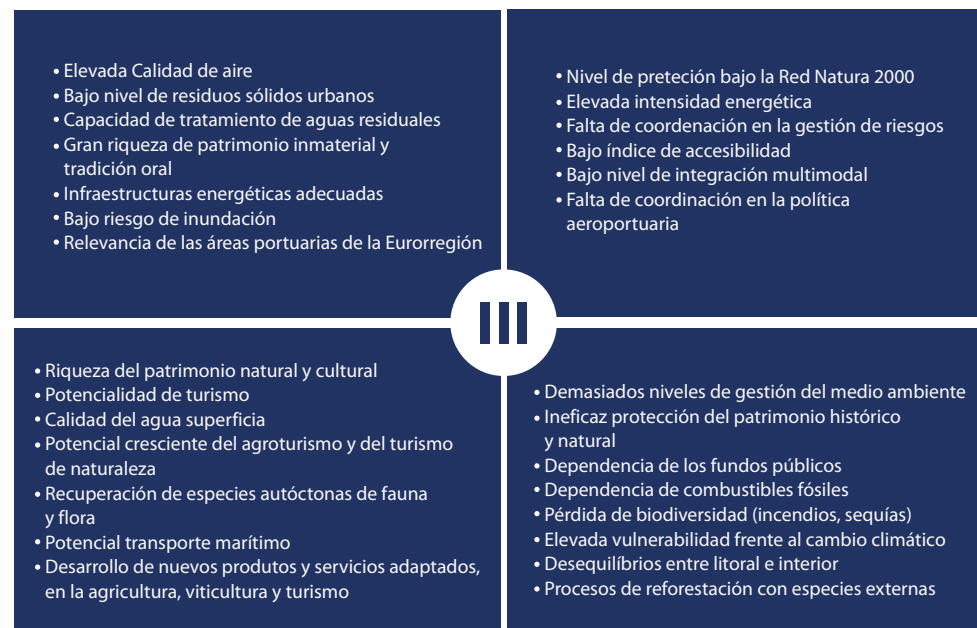 • Elevada Calidad de aire
• Bajo nivel de residuos sólidos urbanos
• Capacidad de tratamiento de aguas residuales
• Gran riqueza de patrimonio inmaterial y
tradición oral
• Infraestructuras energéticas adecuadas
• Bajo riesgo de inundación
• Relevancia de las áreas portuarias de la Eurorregión
• Nivel de preteción bajo la Red Natura 2000
• Elevada intensidad energética
• Falta de coordenación en la gestión de riesgos
• Bajo índice de accesibilidad
• Bajo nivel de integración multimodal
• Falta de coordinación en la política
aeroportuaria
III
• Riqueza del patrimonio natural y cultural
• Potencialidad de turismo
• Calidad del agua superficia
• Potencial cresciente del agroturismo y del turismo
de naturaleza
• Recuperación de especies autóctonas de fauna
y flora
• Potencial transporte marítimo
• Desarrollo de nuevos produtos y servicios adaptados,
en la agricultura, viticultura y turismo
• Demasiados niveles de gestión del medio ambiente
• Ineficaz protección del patrimonio histórico
y natural
• Dependencia de los fundos públicos
• Dependencia de combustibles fósiles
• Pérdida de biodiversidad (incendios, sequías)
• Elevada vulnerabilidad frente al cambio climático
• Desequilíbrios entre litoral e interior
• Procesos de reforestación con especies externas